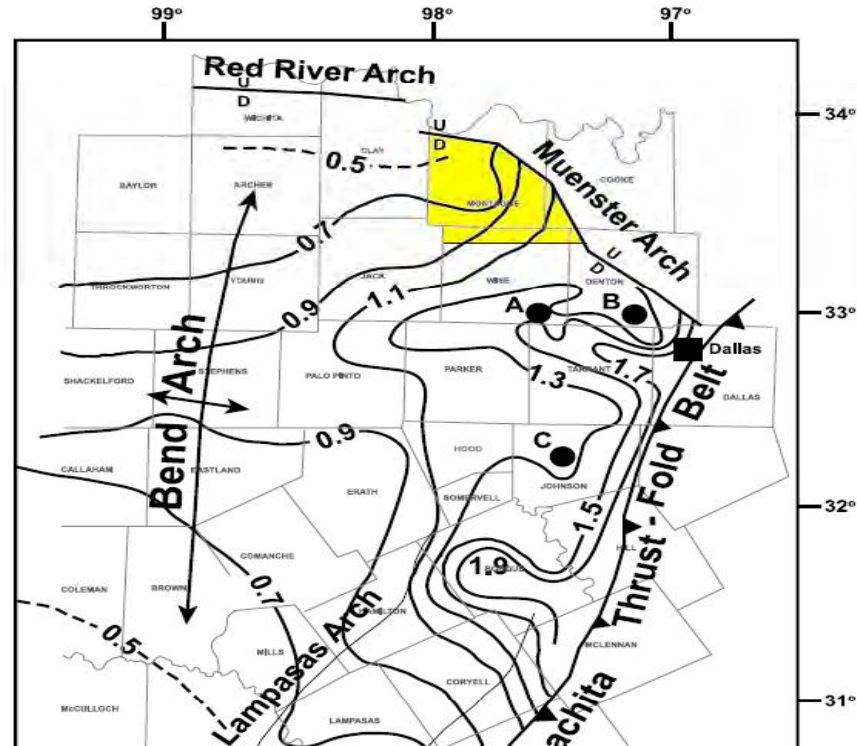 99°
98°
97°
Red River Arch
U
D
34°
WICHITA
CLAY
U
D
0.5
Muenster Arch
COOKE
BAYLOR
ARCHER
MONTAGUE
0.7
U
D
THROCKMORTON
YOUNG
JACK
WISE
DENTON
0.9
1.1
A
B
33°
Dallas
Bend Arch
SHACKELFORD
STEPHENS
PALO PINTO
PARKER
1.3
TARRANT
1.7
DALLAS
0.9
HOOD
C
CALLAHAM
EASTLAND
ERATH
SOMERVELL
JOHNSON
32°
1.5
HILL
COMANCHE
1.9
COLEMAN
BROWN
0.7
HAMILTON
Thrust - Fold Belt
0.5
MILLS
Lampasas Arch
MCLENNAN
CORYELL
McCULLOCH
LAMPASAS
achita
31°